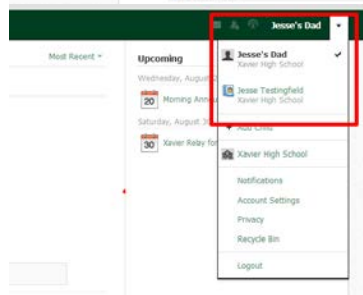 Jesse's Dad
Most Recent
Upcoming
Wednesday, August
20 Morning Annou
Saturday, August 30
30 Xavier Relay for
Jesse's Dad
Xavier High School
Jesse Testingfield
Xavier High School
Add Child
Xavier High School
Notifications
Account Settings
Privacy
Recycle Bin
Logout